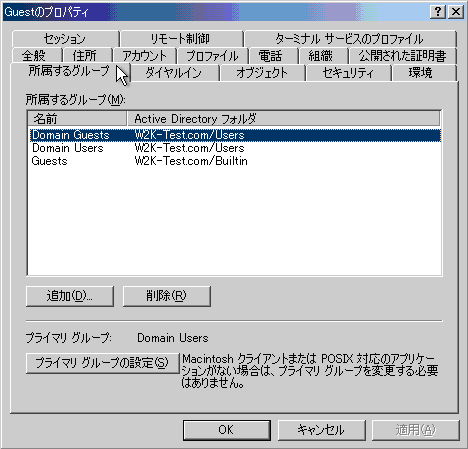 Guestのプロパティ
セッション リモート制御 ターミナル サービスのプロファイル
全般 住所 アカウント プロファイル 電話 組織 公開された証明書
所属するグループ ダイヤルイン オブジェクト セキュリティ 環境
所属するグループ(M):
名前 Active Directory フォルダ
Domain Guests W2K-Test.com/Users
Domain Users W2K-Test.com/Users
Guests W2K-Test.com/Builtin
追加(D)... 削除(R)
プライマリ グループ: Domain Users
プライマリ グループの設定(S)
Macintosh クライアントまたは POSIX 対応のアプリケー
ションがない場合は、プライマリ グループを変更する必要
はありません。
OK キャンセル 適用(A)